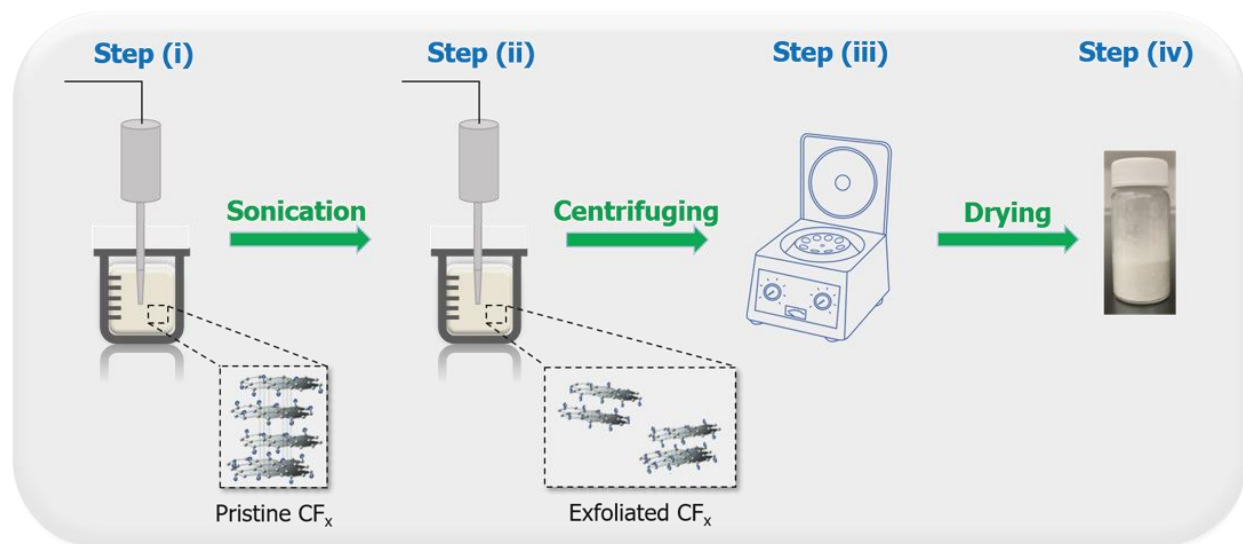 Step (i)
Step (ii)
Step (iii)
Step (iv)
Sonication
Centrifuging
Drying
Pristine CFₓ
Exfoliated CFₓ